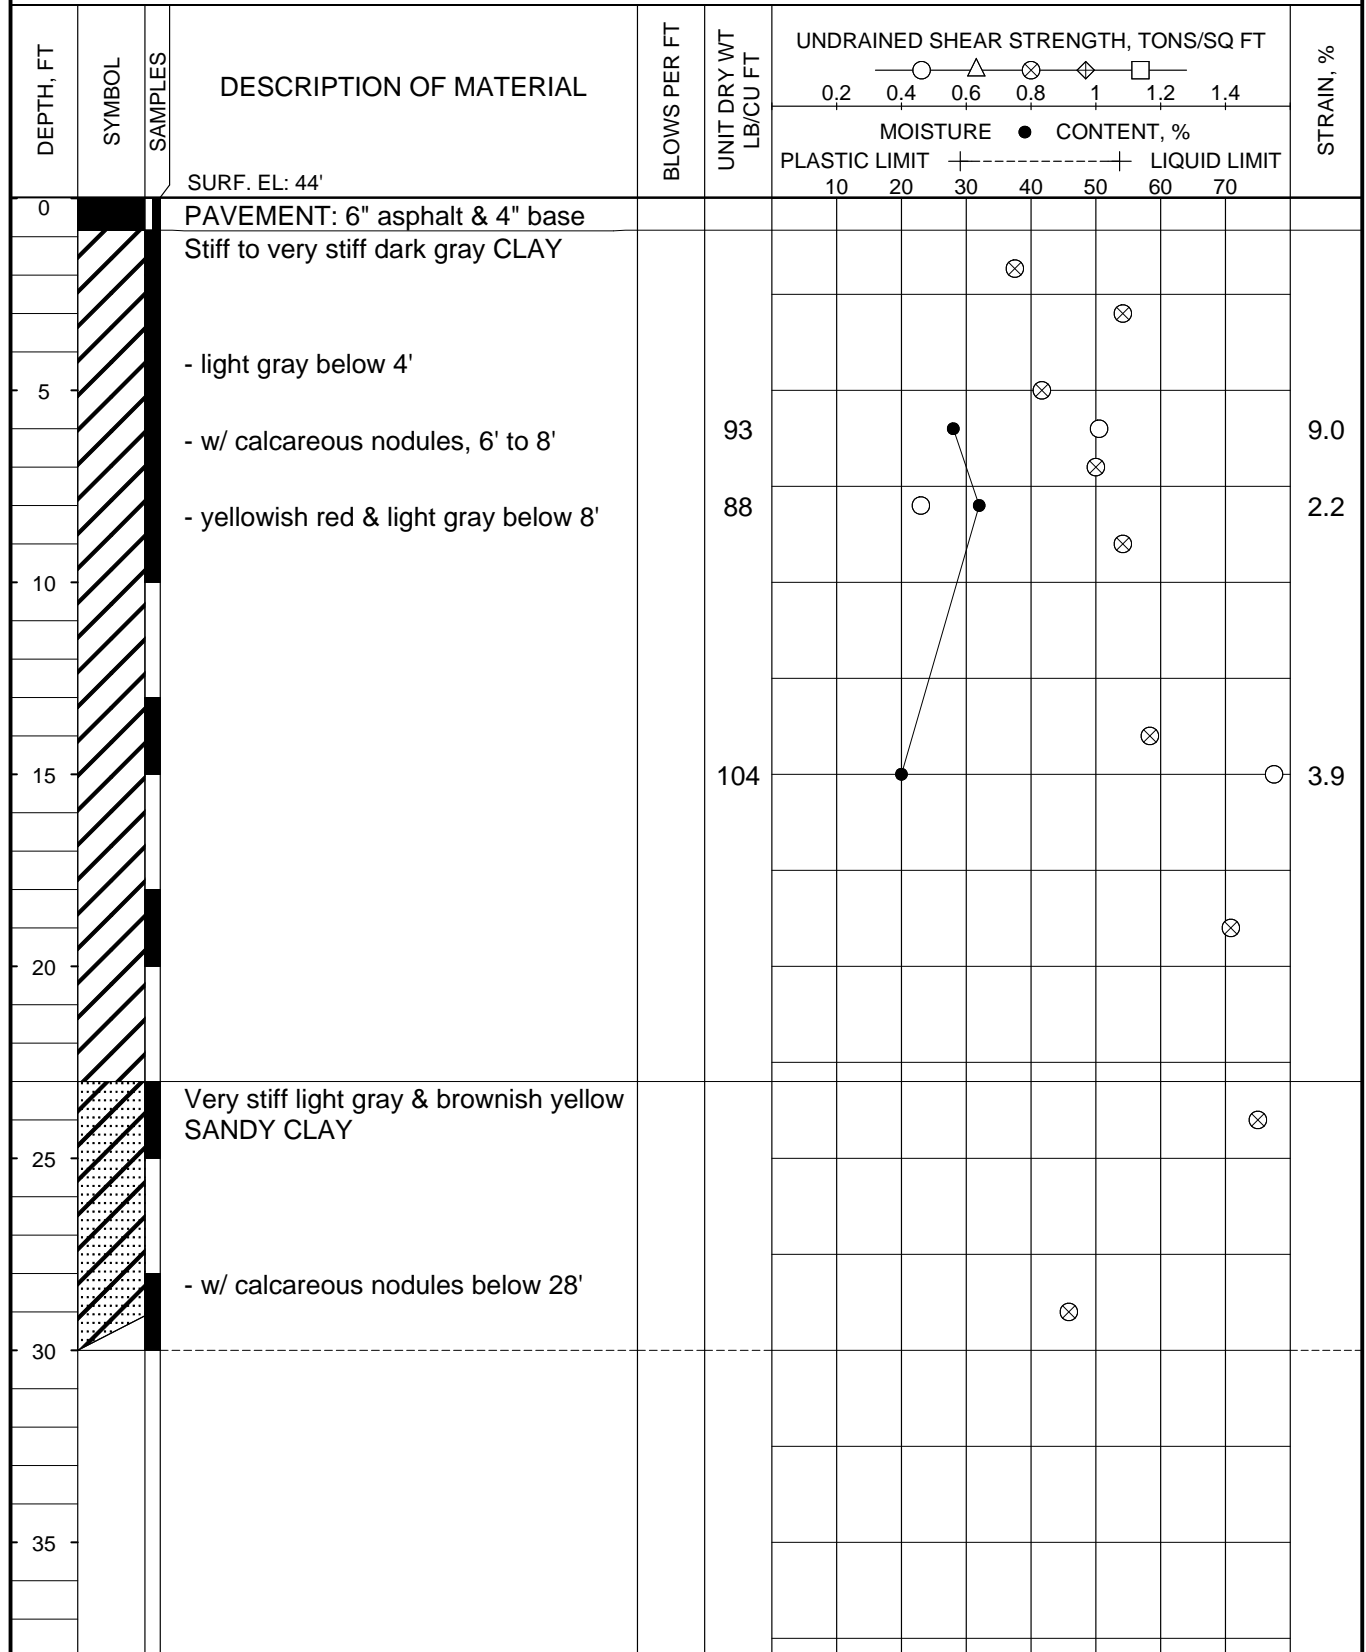 DEPTH, FT
SYMBOL
SAMPLES
DESCRIPTION OF MATERIAL
SURF. EL: 44'
BLOWS PER FT
UNIT DRY WT
LB/CU FT
UNDRAINED SHEAR STRENGTH, TONS/SQ FT
0.2 0.4 0.6 0.8 1 1.2 1.4
MOISTURE CONTENT, %
PLASTIC LIMIT LIQUID LIMIT
10 20 30 40 50 60 70
STRAIN, %
0
PAVEMENT: 6" asphalt & 4" base
Stiff to very stiff dark gray CLAY
- light gray below 4'
5
93 9.0
- w/ calcareous nodules, 6' to 8'
88 2.2
- yellowish red & light gray below 8'
10
15 104 3.9
20
Very stiff light gray & brownish yellow
SANDY CLAY
25
- w/ calcareous nodules below 28'
30
35